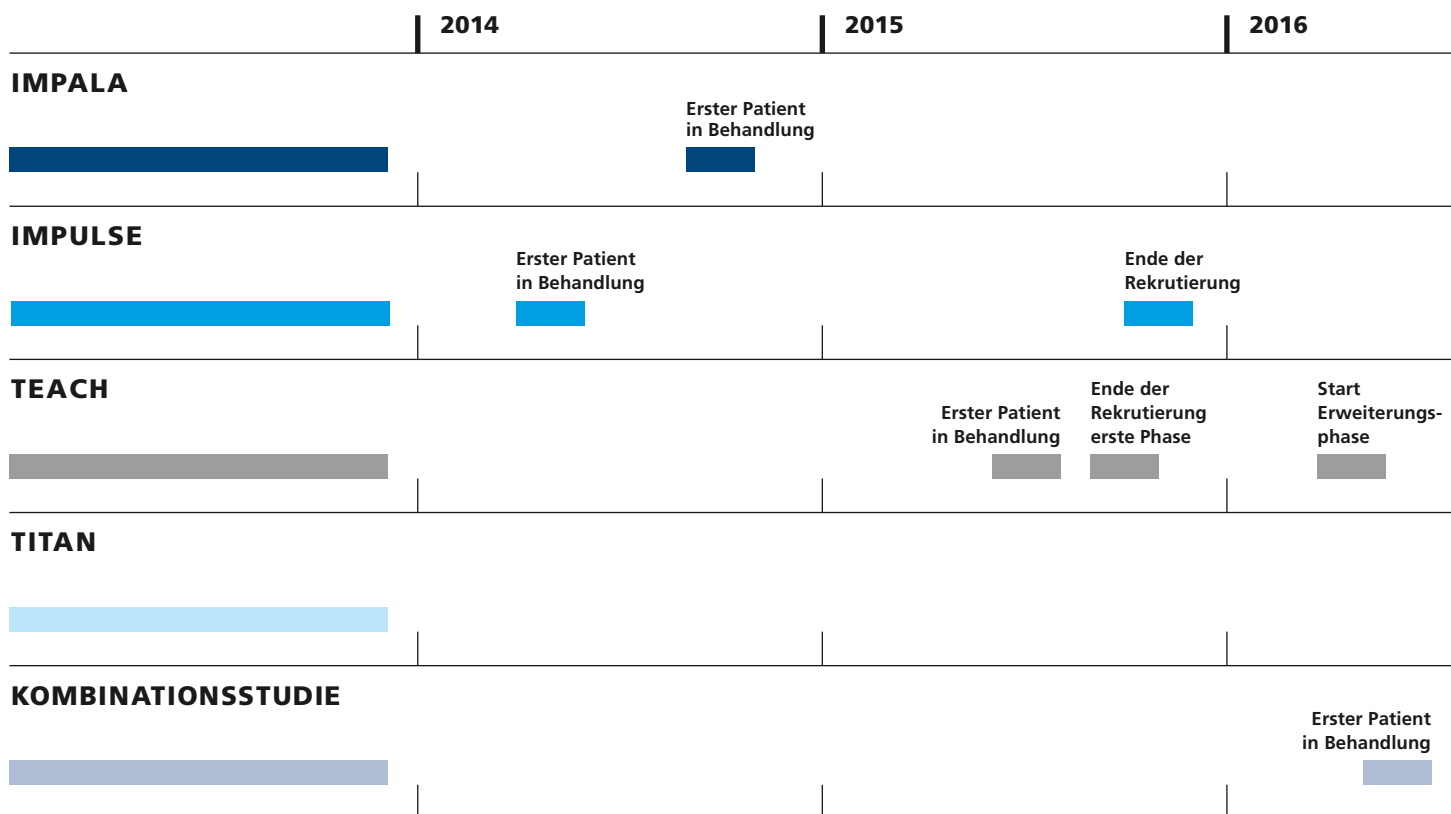 2014
2015
2016
IMPALA
Erster Patient
in Behandlung
IMPULSE
Erster Patient
in Behandlung
Ende der
Rekrutierung
TEACH
Erster Patient
in Behandlung
Ende der
Rekrutierung
erste Phase
Start
Erweiterungs-
phase
TITAN
KOMBINATIONSSTUDIE
Erster Patient
in Behandlung